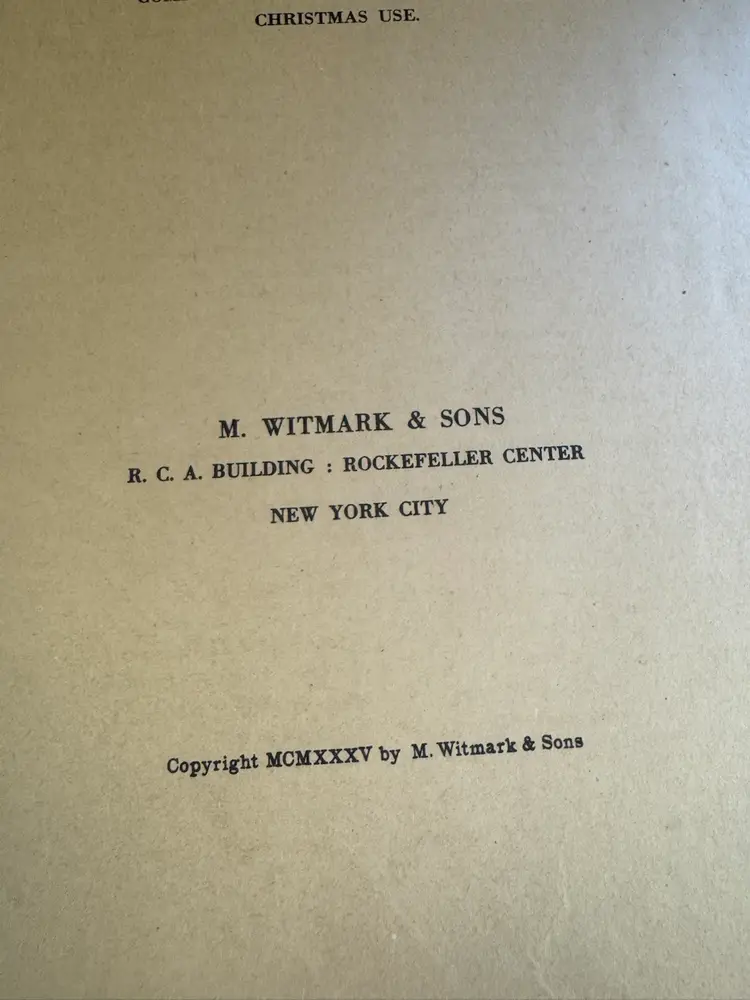 CHRISTMAS USE.
M. WITMARK & SONS
R. C. A. BUILDING : ROCKEFELLER CENTER
NEW YORK CITY
Copyright MCMXXXV by M. Witmark & Sons